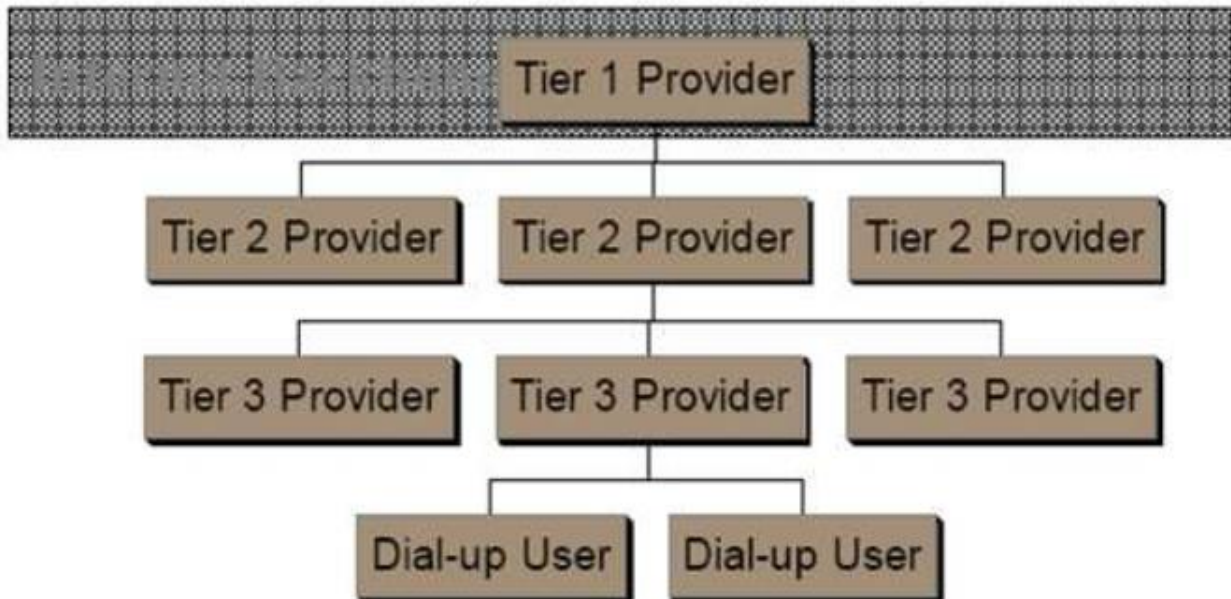 Tier 1 Provider
Tier 2 Provider Tier 2 Provider Tier 2 Provider
Tier 3 Provider Tier 3 Provider Tier 3 Provider
Dial-up User Dial-up User